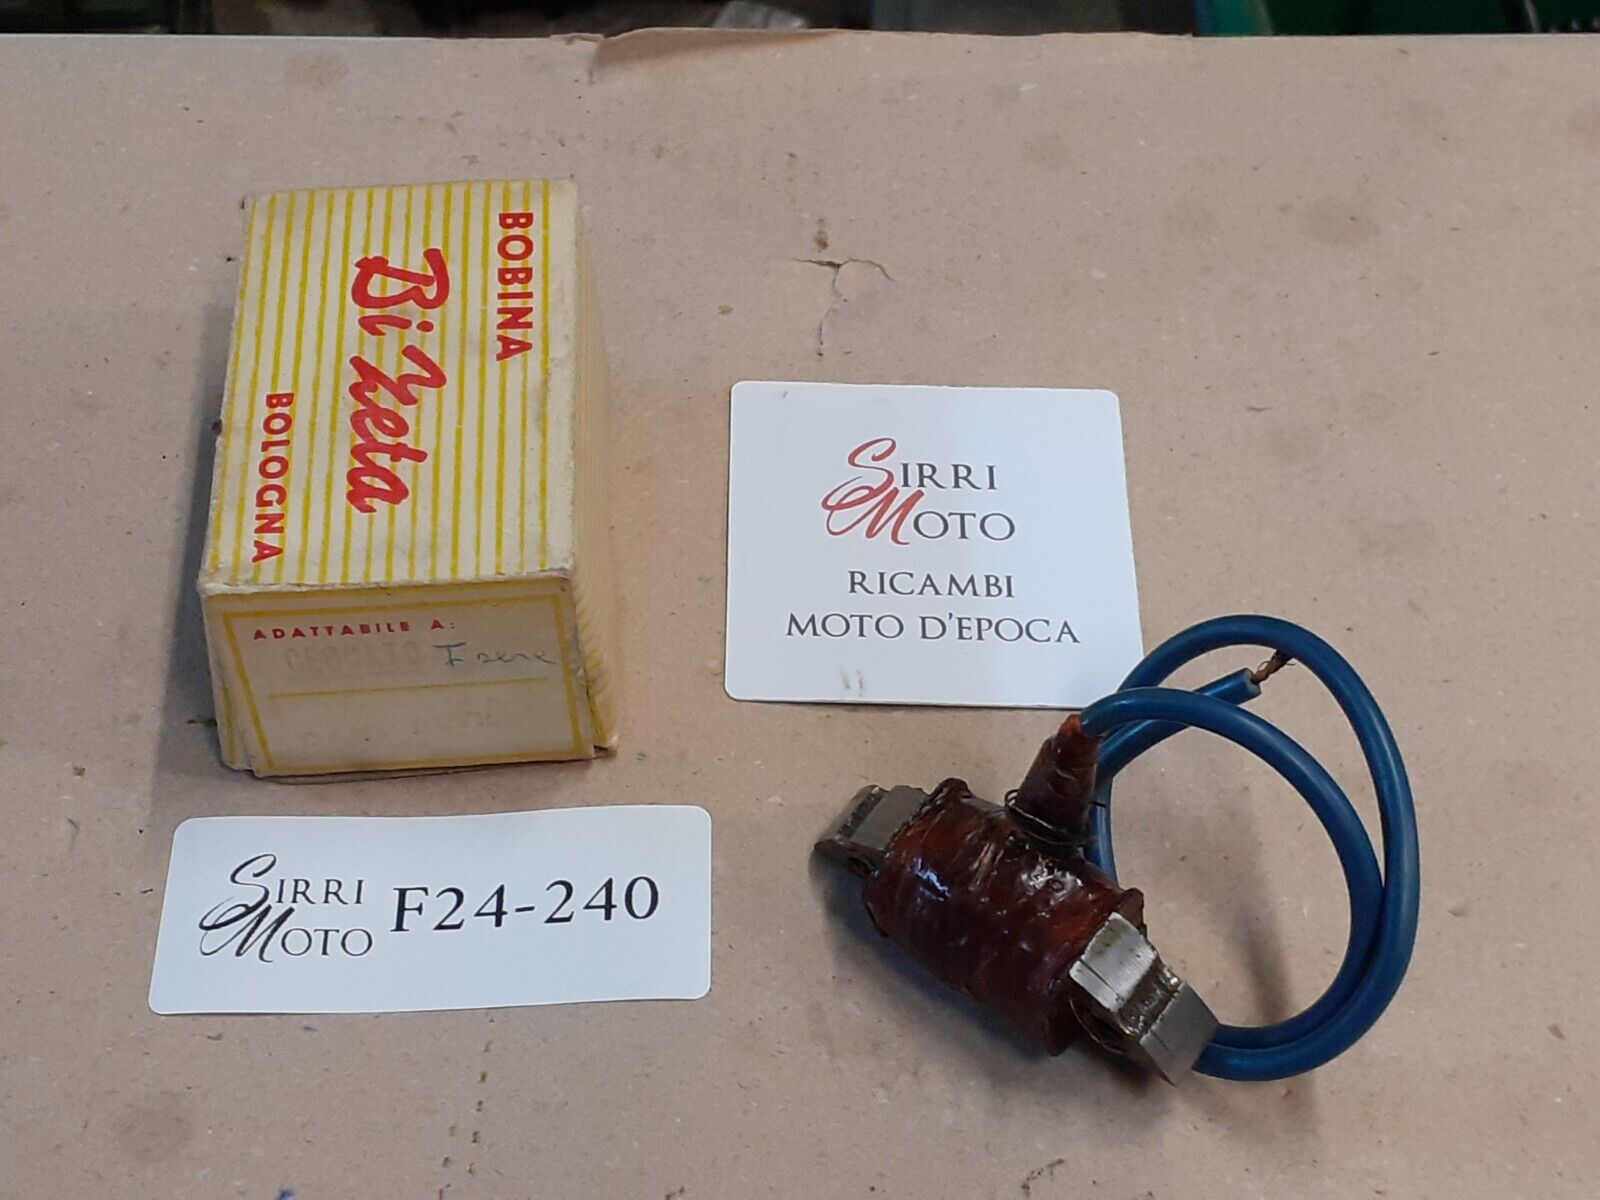 BOBINA
Bi Zeta
BOLOGNA
ADATTABILE A:
SIRRI
MOTO
RICAMBI
MOTO D'EPOCA
SIRRI
MOTO
F24-240